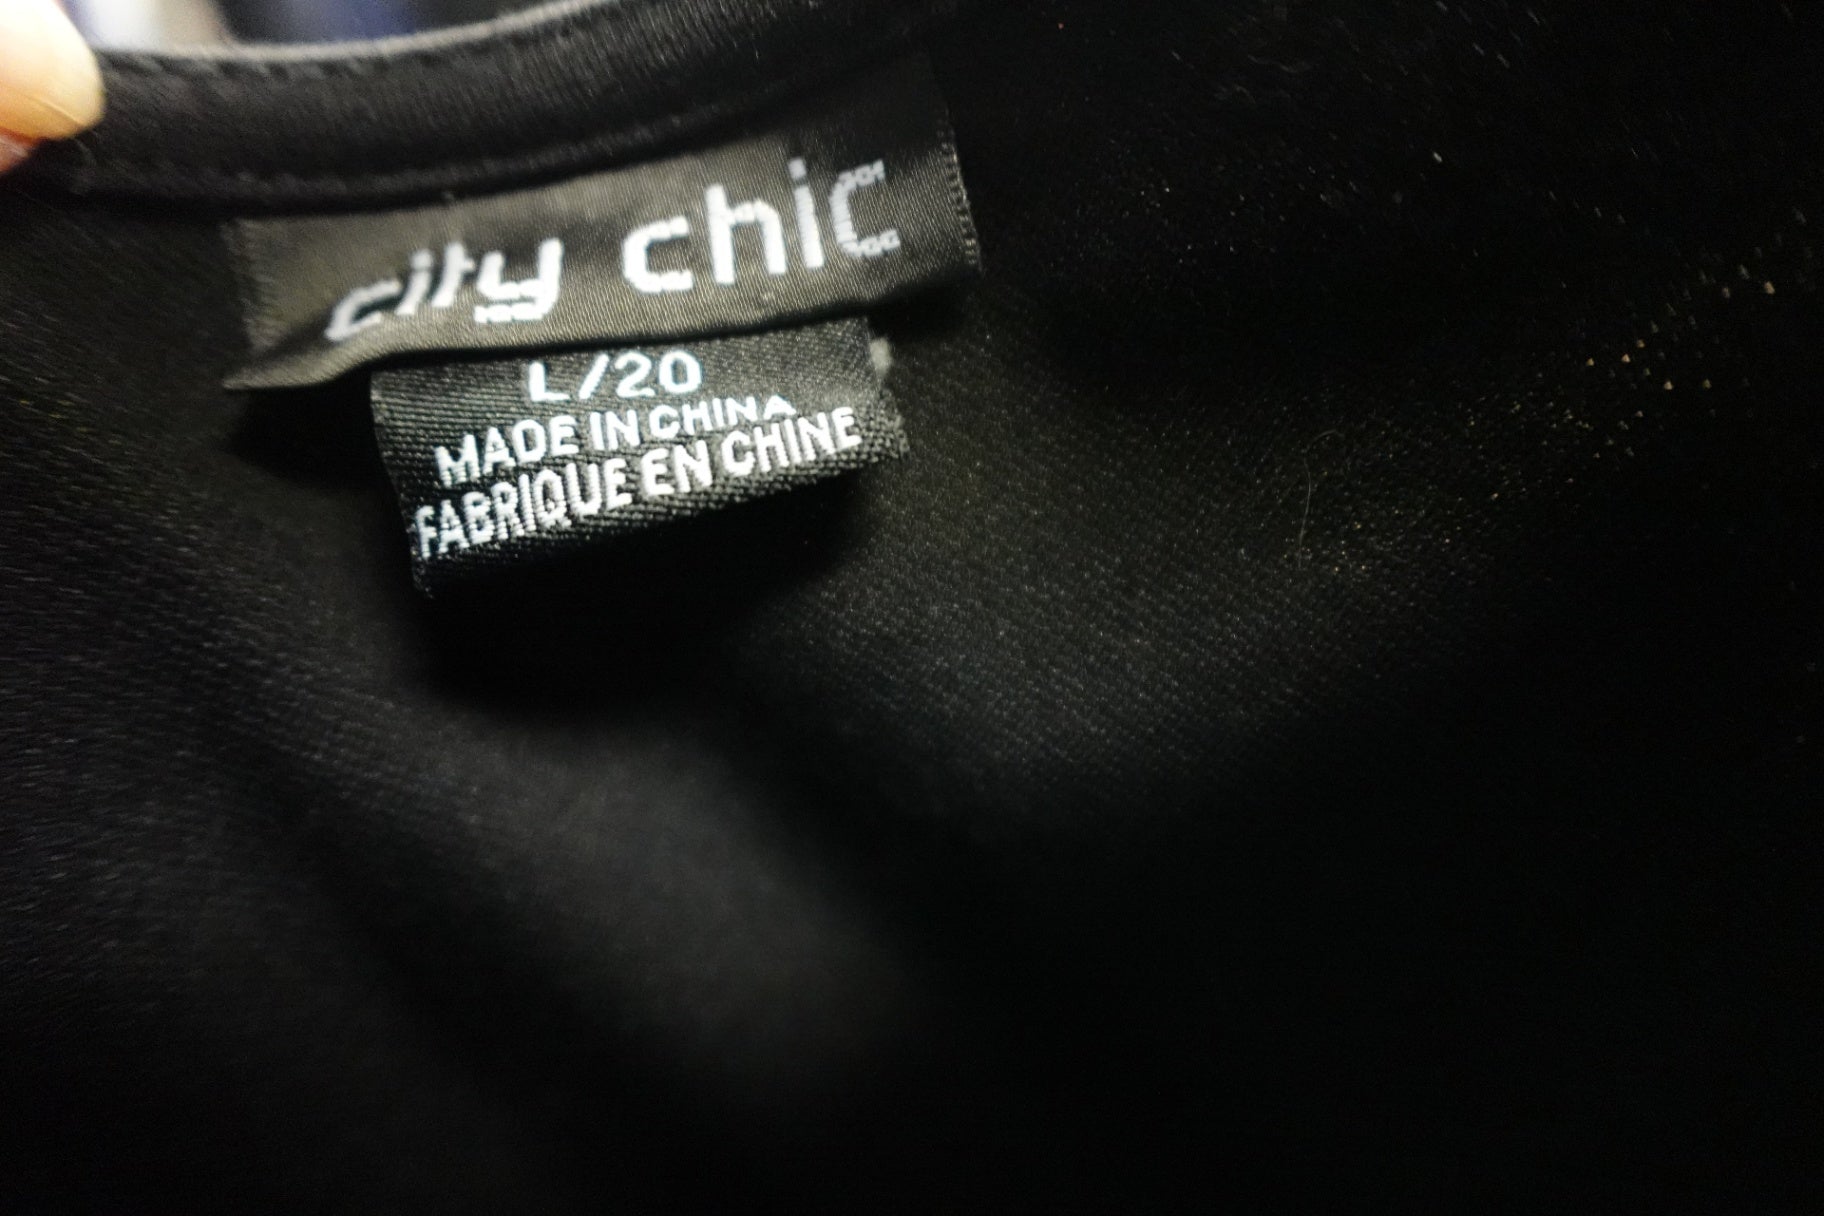 city chic
L/20
MADE IN CHINA
FABRIQUE EN CHINE